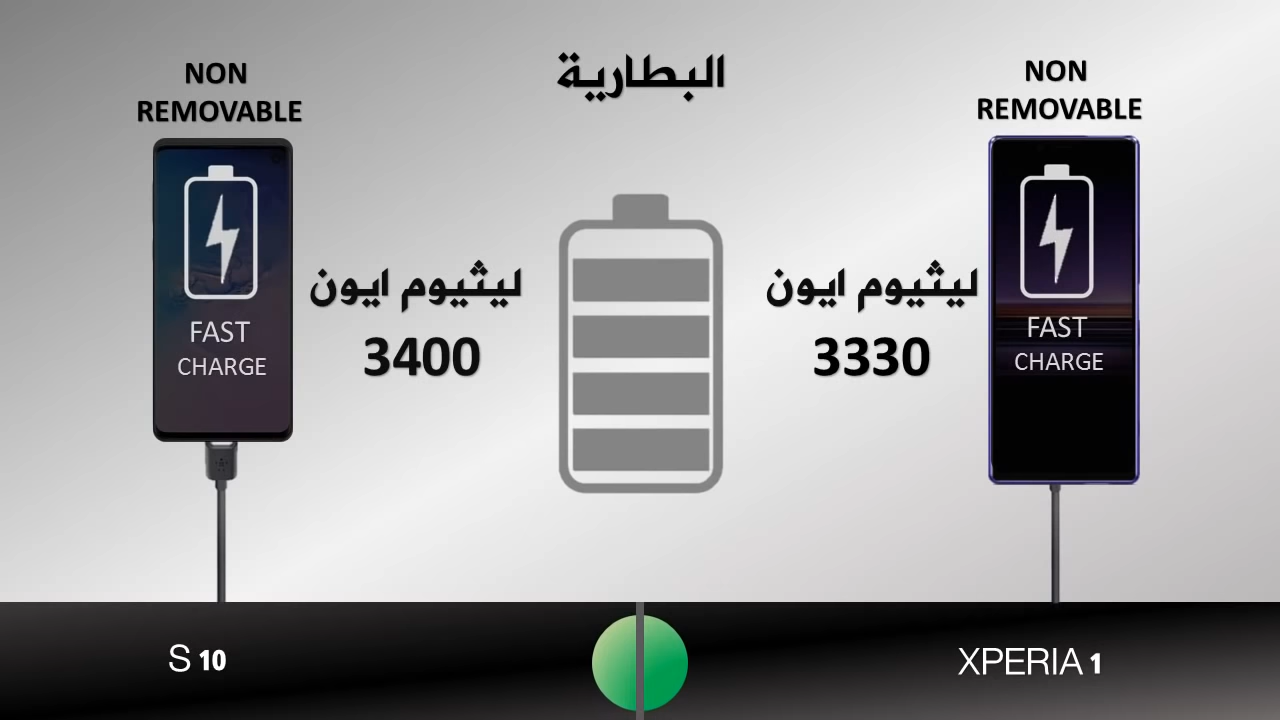 البطارية
NON
REMOVABLE
FAST
CHARGE
ليثيوم ايون
3400
NON
REMOVABLE
FAST
CHARGE
ليثيوم ايون
3330
S 10
XPERIA 1